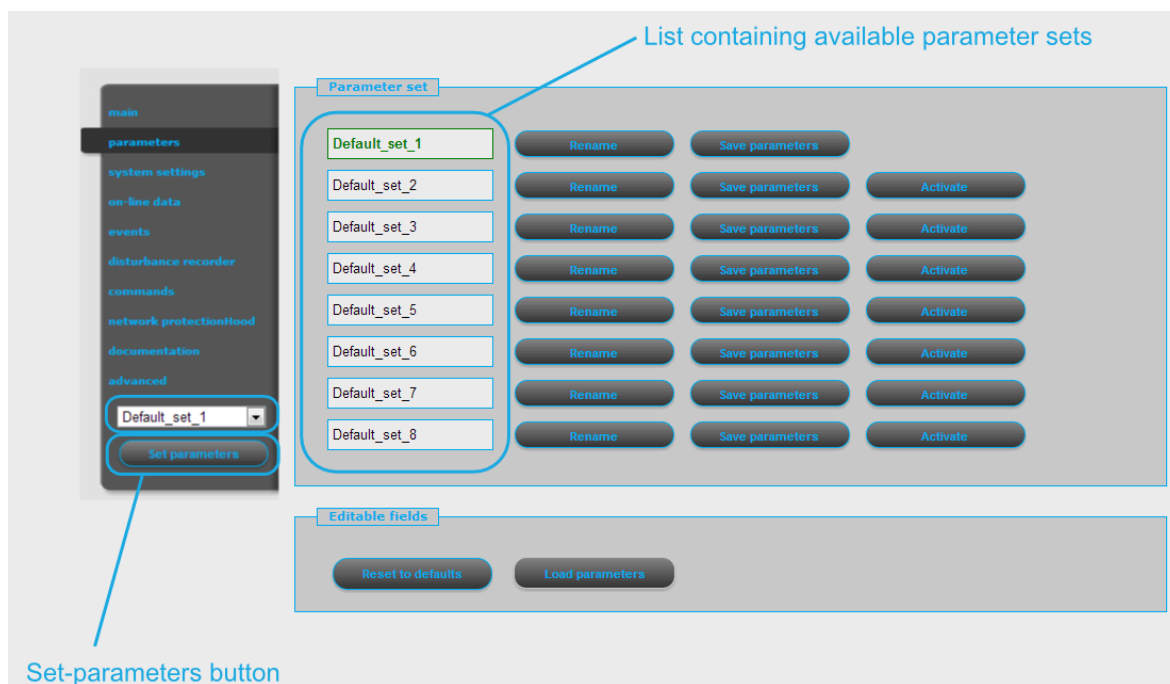 List containing available parameter sets
main
parameters
system settings
on-line data
events
disturbance recorder
commands
network protectionHood
documentation
advanced
Default_set_1
Set parameters
Parameter set
Default_set_1 Rename Save parameters
Default_set_2 Rename Save parameters Activate
Default_set_3 Rename Save parameters Activate
Default_set_4 Rename Save parameters Activate
Default_set_5 Rename Save parameters Activate
Default_set_6 Rename Save parameters Activate
Default_set_7 Rename Save parameters Activate
Default_set_8 Rename Save parameters Activate
Editable fields
Reset to defaults Load parameters
Set-parameters button